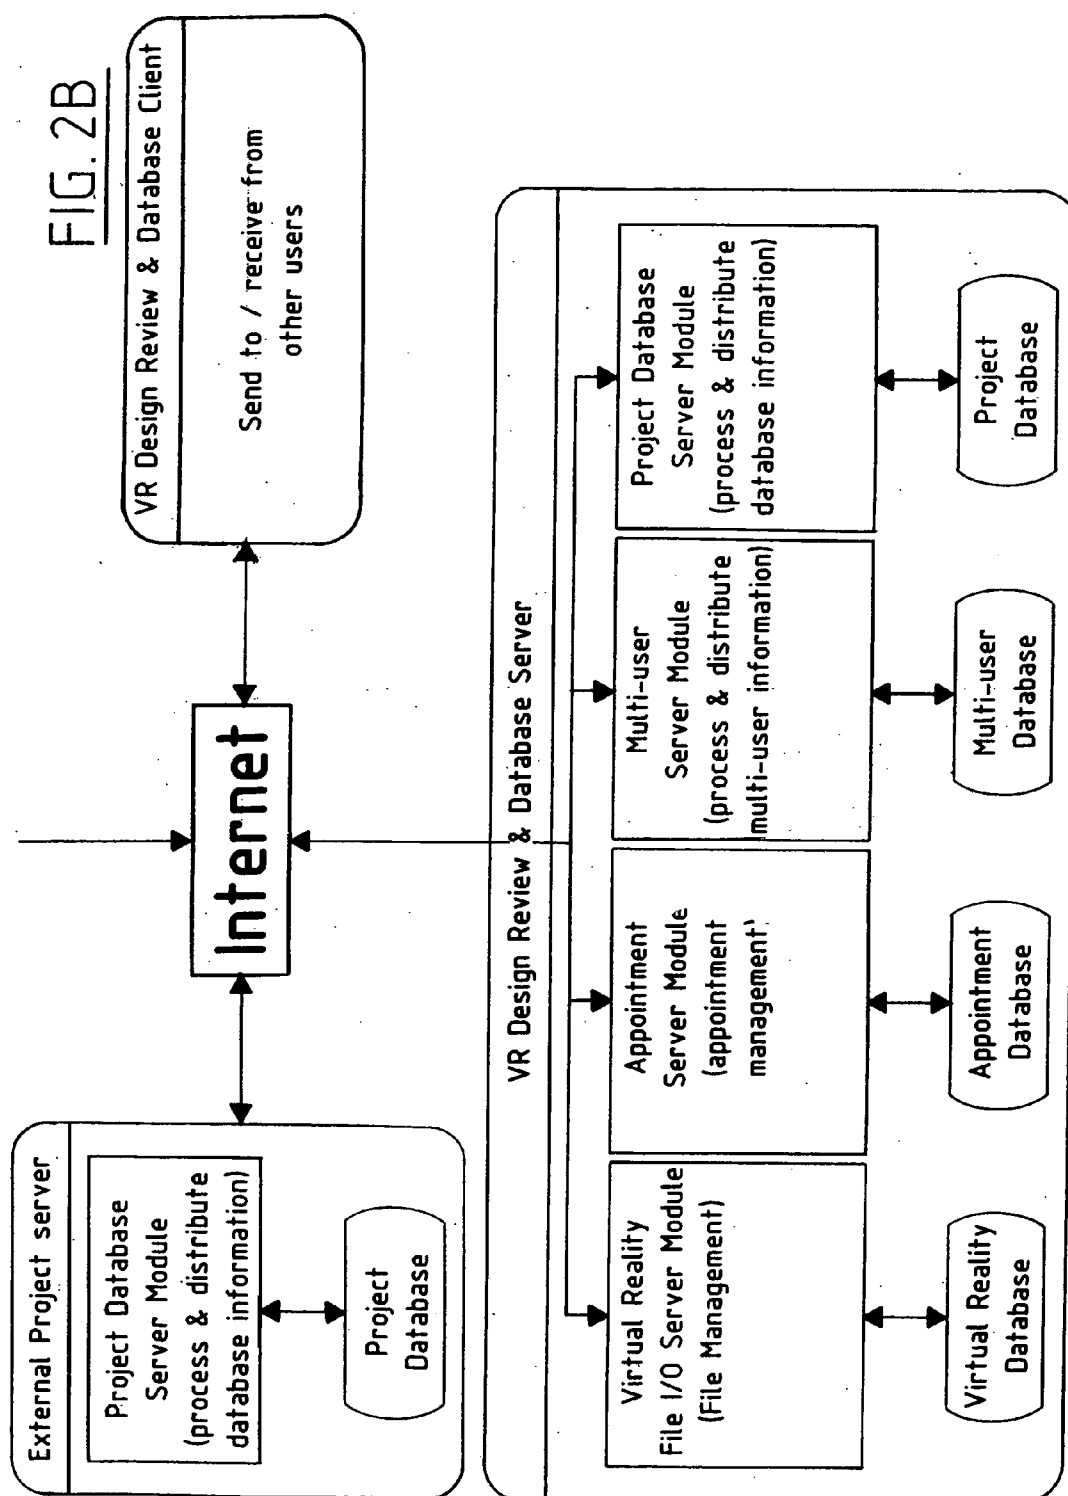 FIG. 2B
External Project server
Project Database
Server Module
(process & distribute
database information)
Project
Database
Internet
VR Design Review & Database Client
Send to / receive from
other users
VR Design Review & Database Server
Virtual Reality
File I/O Server Module
(File Management)
Virtual Reality
Database
Appointment
Server Module
(appointment
management'
Appointment
Database
Multi-user
Server Module
(process & distribute
multi-user information)
Multi-user
Database
Project Database
Server Module
(process & distribute
database information)
Project
Database